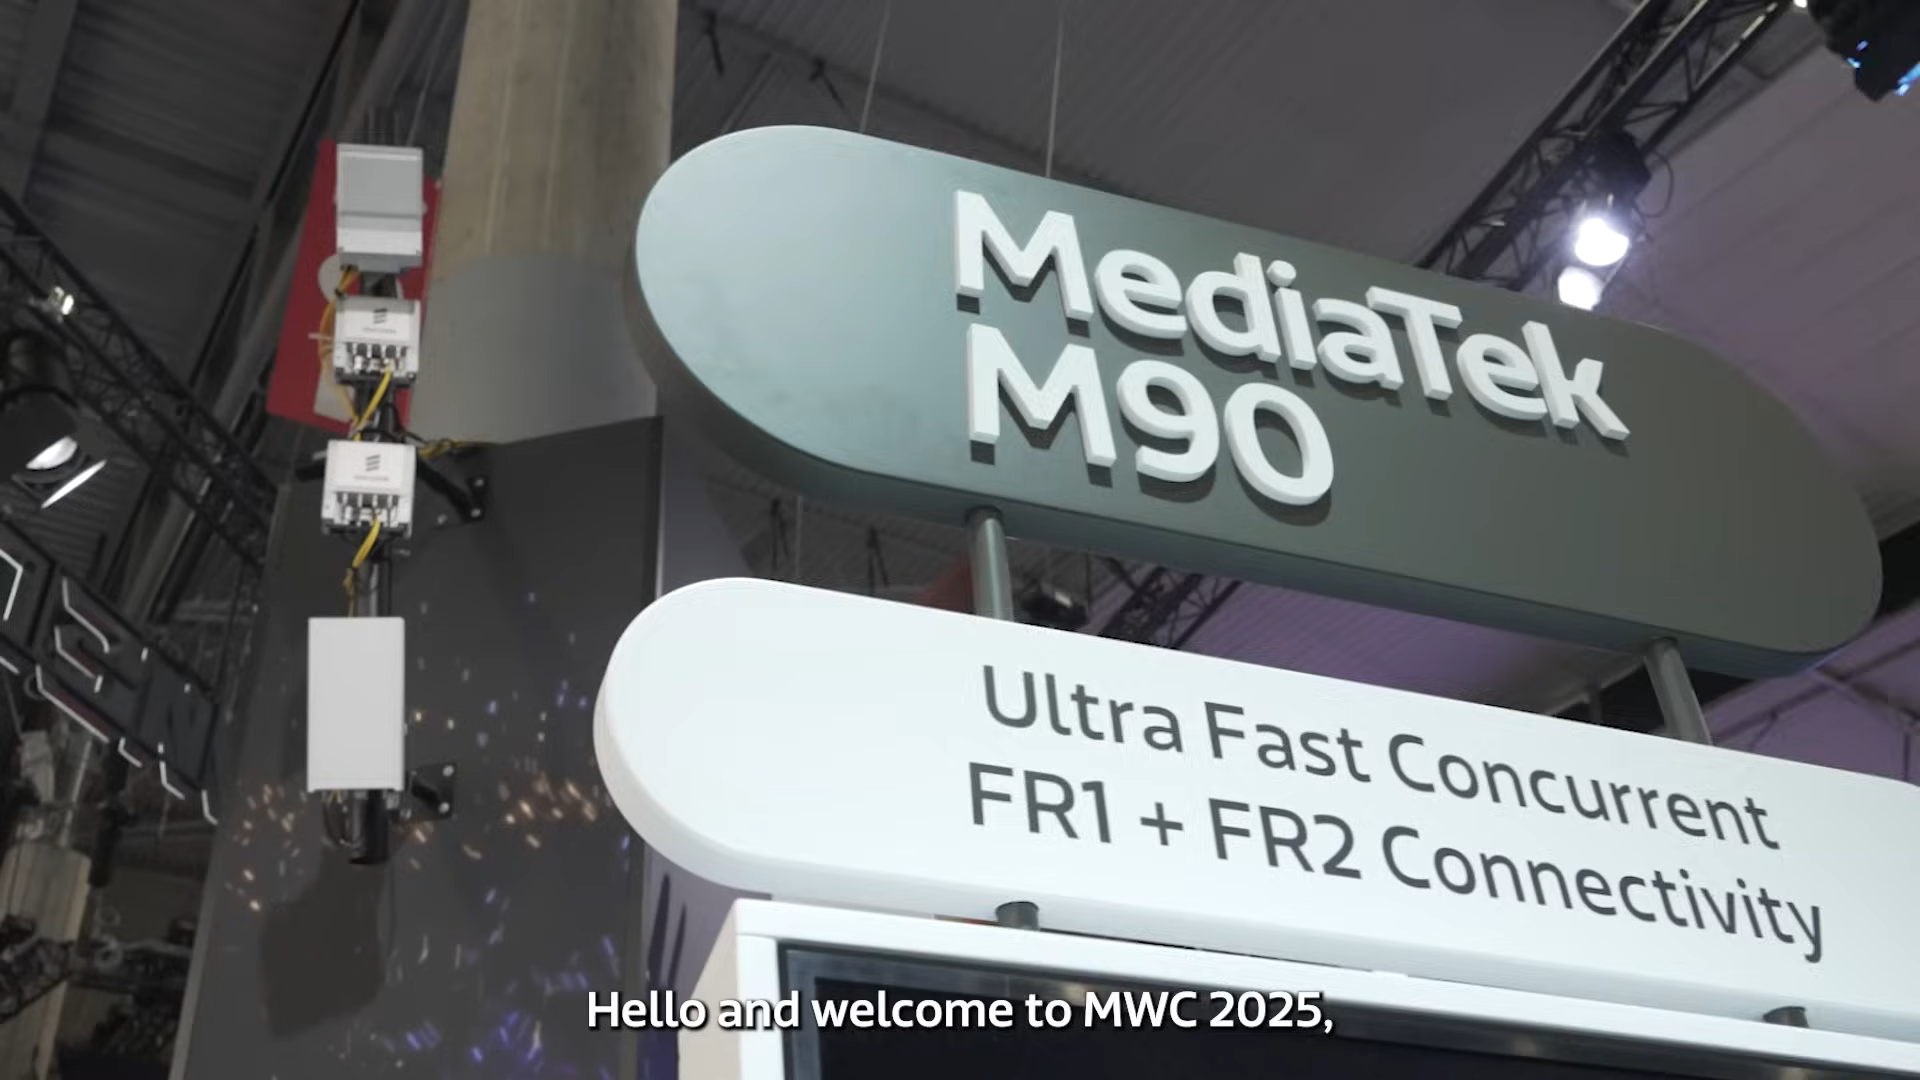 MediaTek
M90
Ultra Fast Concurrent
FR1 + FR2 Connectivity
Hello and welcome to MWC 2025,